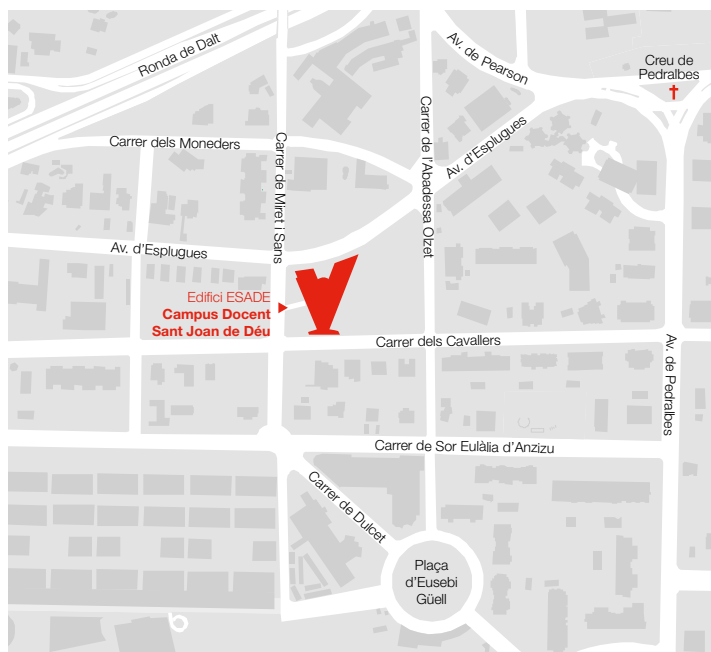 Ronda de Dalt
Av. de Pearson
Creu de
Pedralbes
Carrer dels Moneders
Carrer de Miret i Sans
Carrer de l'Abadessa Olzet
Av. d'Esplugues
Av. d'Esplugues
Edifici ESADE
Campus Docent
Sant Joan de Déu
Carrer dels Cavallers
Av. de Pedralbes
Carrer de Sor Eulàlia d'Anzizu
Carrer de Dulcet
Plaça
d'Eusebi
Güell